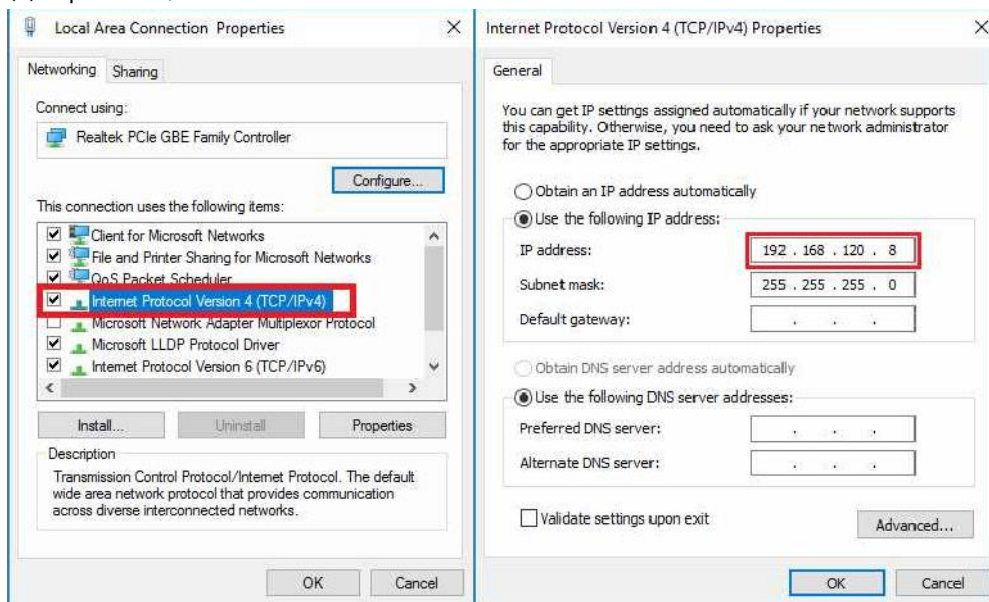 Local Area Connection Properties
Networking Sharing
Connect using:
Realtek PCIe GBE Family Controller
Configure...
This connection uses the following items:
Client for Microsoft Networks
File and Printer Sharing for Microsoft Networks
QoS Packet Scheduler
Internet Protocol Version 4 (TCP/IPv4)
Microsoft Network Adapter Multiplexor Protocol
Microsoft LLDP Protocol Driver
Internet Protocol Version 6 (TCP/IPv6)
Install... Uninstall Properties
Description
Transmission Control Protocol/Internet Protocol. The default
wide area network protocol that provides communication
across diverse interconnected networks.
OK Cancel
Internet Protocol Version 4 (TCP/IPv4) Properties
General
You can get IP settings assigned automatically if your network supports
this capability. Otherwise, you need to ask your network administrator
for the appropriate IP settings.
Obtain an IP address automatically
Use the following IP address:
IP address: 192 . 168 . 120 . 8
Subnet mask: 255 . 255 . 255 . 0
Default gateway: . . .
Obtain DNS server address automatically
Use the following DNS server addresses:
Preferred DNS server: . . .
Alternate DNS server: . . .
Validate settings upon exit
Advanced...
OK Cancel